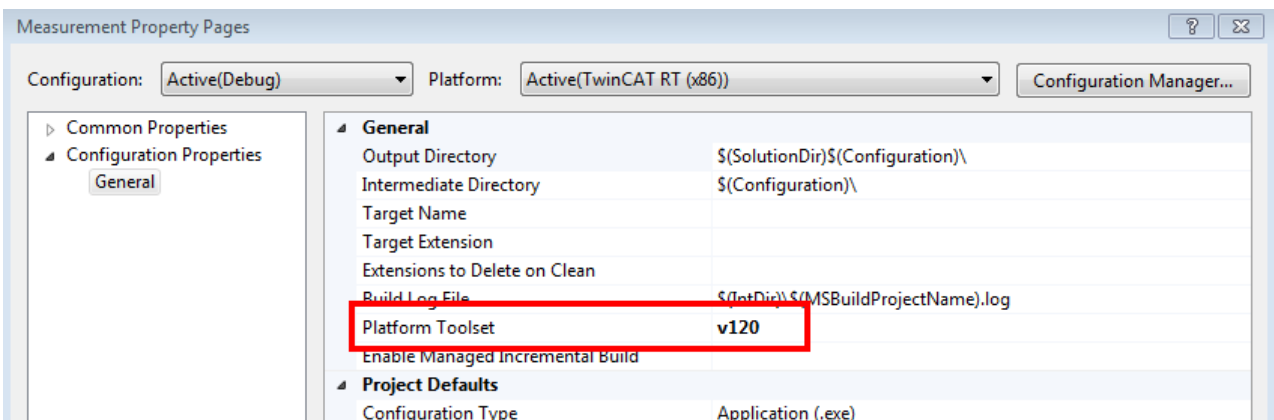 Measurement Property Pages
Configuration: Active(Debug) Platform: Active(TwinCAT RT (x86)) Configuration Manager...
Common Properties
Configuration Properties
General
General
Output Directory $(SolutionDir)$(Configuration)\
Intermediate Directory $(Configuration)\
Target Name
Target Extension
Extensions to Delete on Clean
Build Log File $(IntDir)\$(MSBuildProjectName).log
Platform Toolset v120
Enable Managed Incremental Build
Project Defaults
Configuration Type Application (.exe)